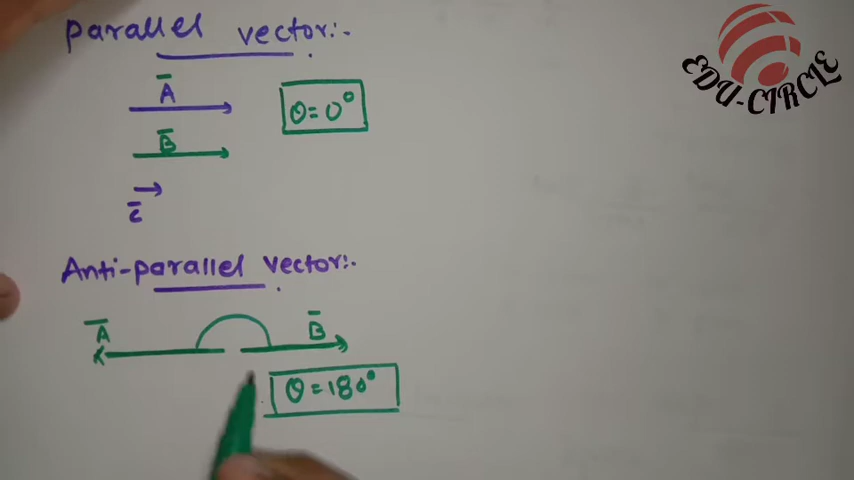 parallel vector:-
EDU-CIRCLE
A̅
θ=0°
B̅
c̅
Anti-parallel vector:-
A̅
B̅
θ=180°